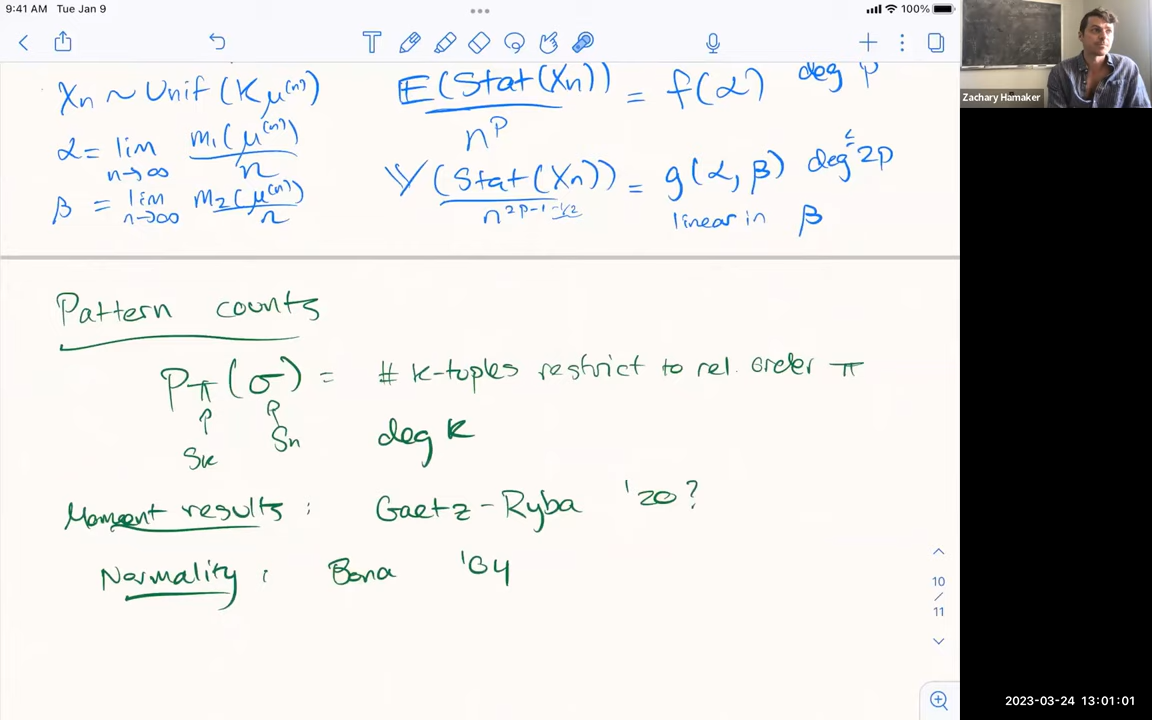 9:41 AM Tue Jan 9
100%
Zachary Hamaker
Xn ~ Unif (Kμ(n))
E(Stat(Xn)) / n^p = f(α) deg p
α = lim n→∞ m1(μ(n)) / n
V(Stat(Xn)) / n^2p-1-1/2 = g(α, β) deg 2p
β = lim n→∞ m2(μ(n)) / n
linear in β
Pattern counts
Pπ(σ) = # k-tuples restrict to rel. order π
Sk Sn deg k
Moment results: Gaetz-Ryba '20?
Normality: Bona '04
10
/
11
2023-03-24 13:01:01